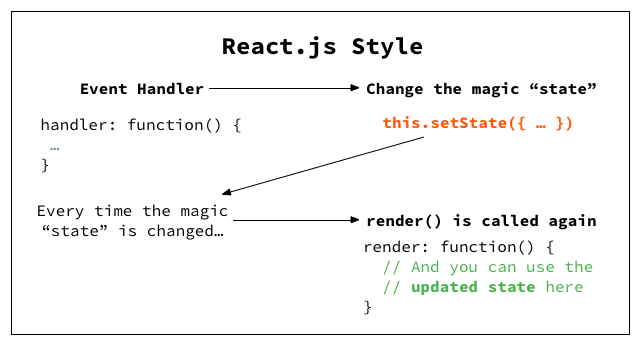 React.js Style
Event Handler
Change the magic “state”
handler: function() {
…
}
this.setState({ … })
Every time the magic
“state” is changed…
render() is called again
render: function() {
// And you can use the
// updated state here
}